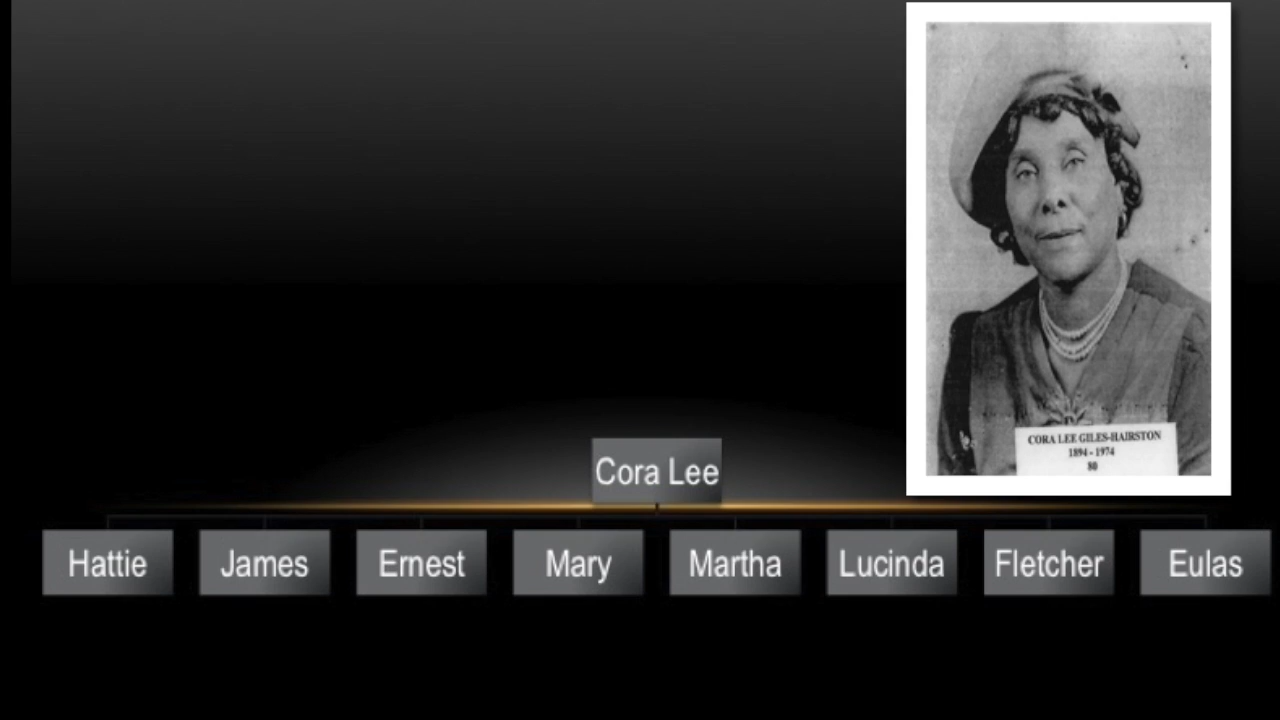 CORA LEE GILES-HAIRSTON
1894 - 1974
80
Cora Lee
Hattie
James
Ernest
Mary
Martha
Lucinda
Fletcher
Eulas